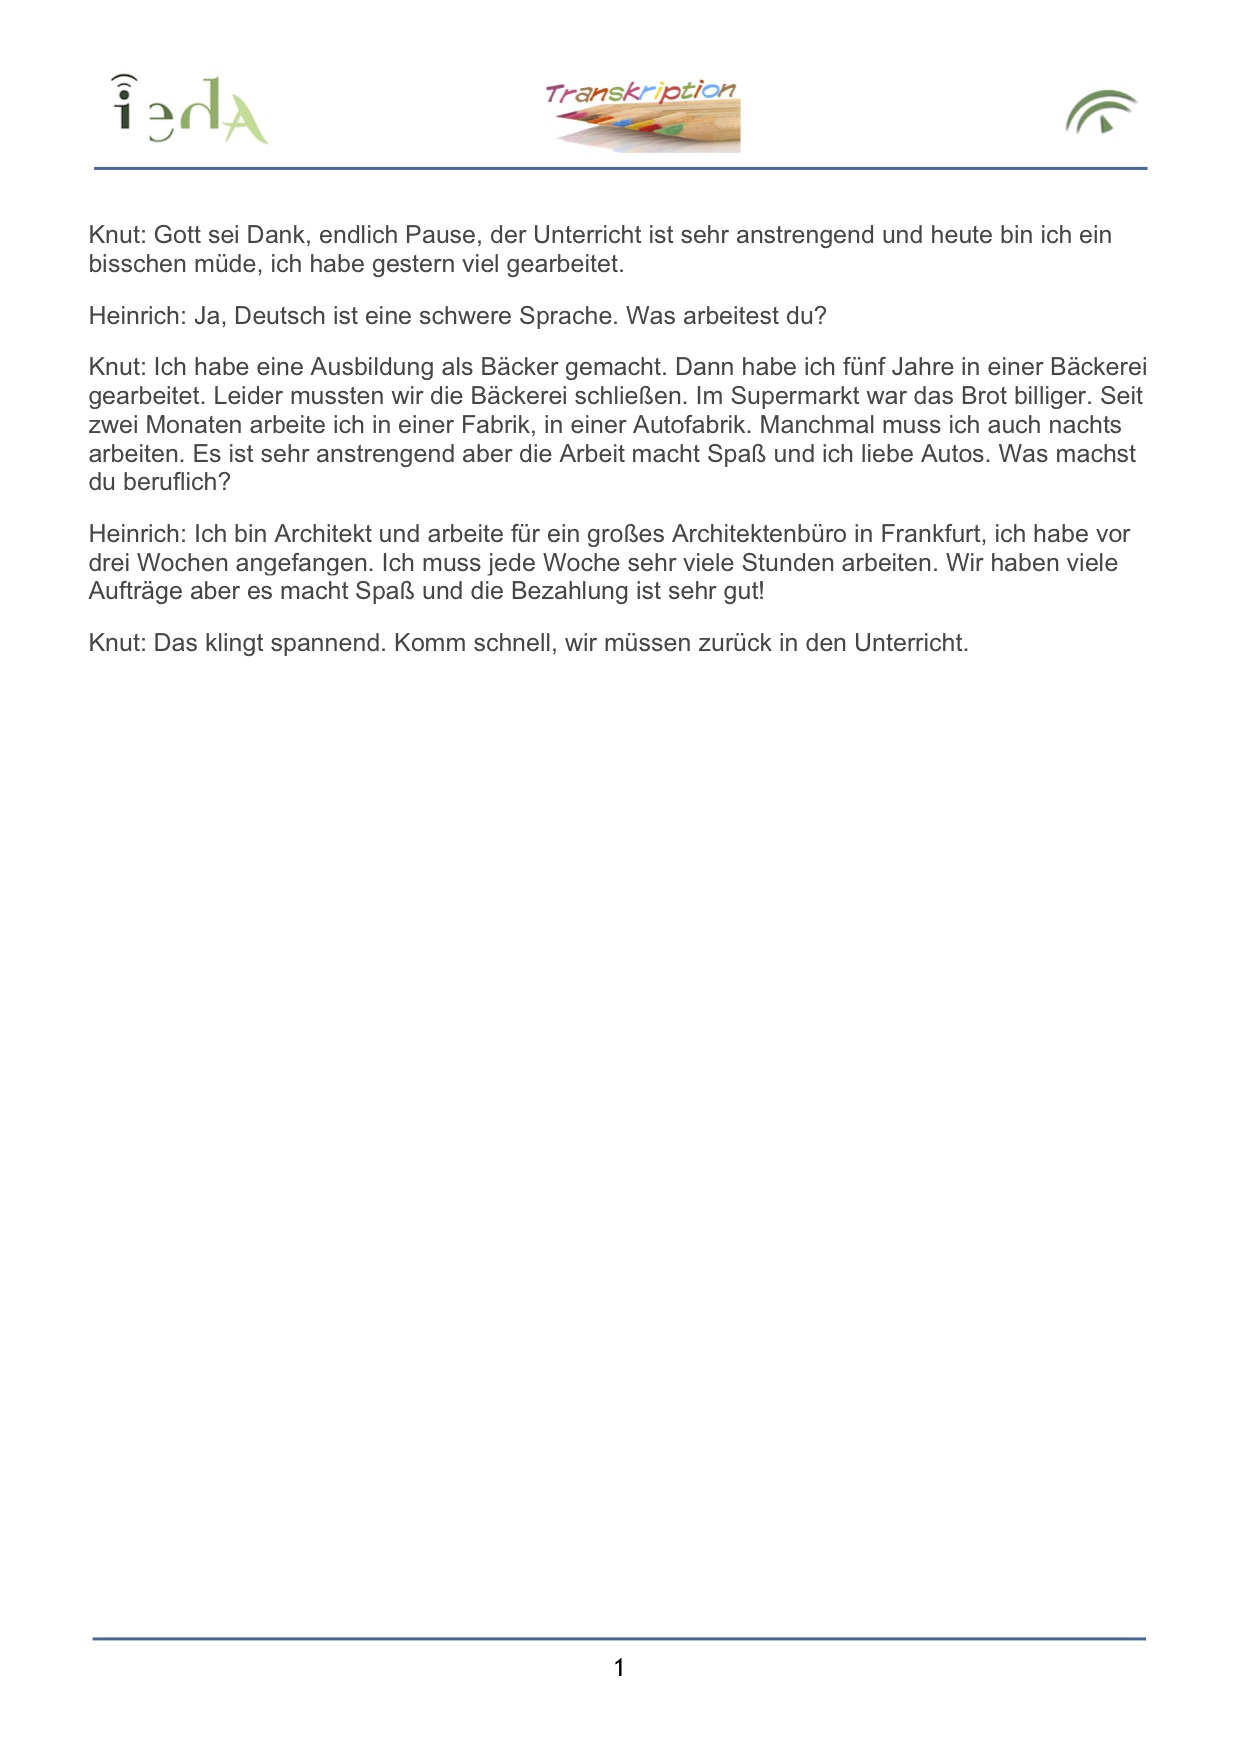 iedA
Transkription
Knut: Gott sei Dank, endlich Pause, der Unterricht ist sehr anstrengend und heute bin ich ein
bisschen müde, ich habe gestern viel gearbeitet.
Heinrich: Ja, Deutsch ist eine schwere Sprache. Was arbeitest du?
Knut: Ich habe eine Ausbildung als Bäcker gemacht. Dann habe ich fünf Jahre in einer Bäckerei
gearbeitet. Leider mussten wir die Bäckerei schließen. Im Supermarkt war das Brot billiger. Seit
zwei Monaten arbeite ich in einer Fabrik, in einer Autofabrik. Manchmal muss ich auch nachts
arbeiten. Es ist sehr anstrengend aber die Arbeit macht Spaß und ich liebe Autos. Was machst
du beruflich?
Heinrich: Ich bin Architekt und arbeite für ein großes Architektenbüro in Frankfurt, ich habe vor
drei Wochen angefangen. Ich muss jede Woche sehr viele Stunden arbeiten. Wir haben viele
Aufträge aber es macht Spaß und die Bezahlung ist sehr gut!
Knut: Das klingt spannend. Komm schnell, wir müssen zurück in den Unterricht.
1